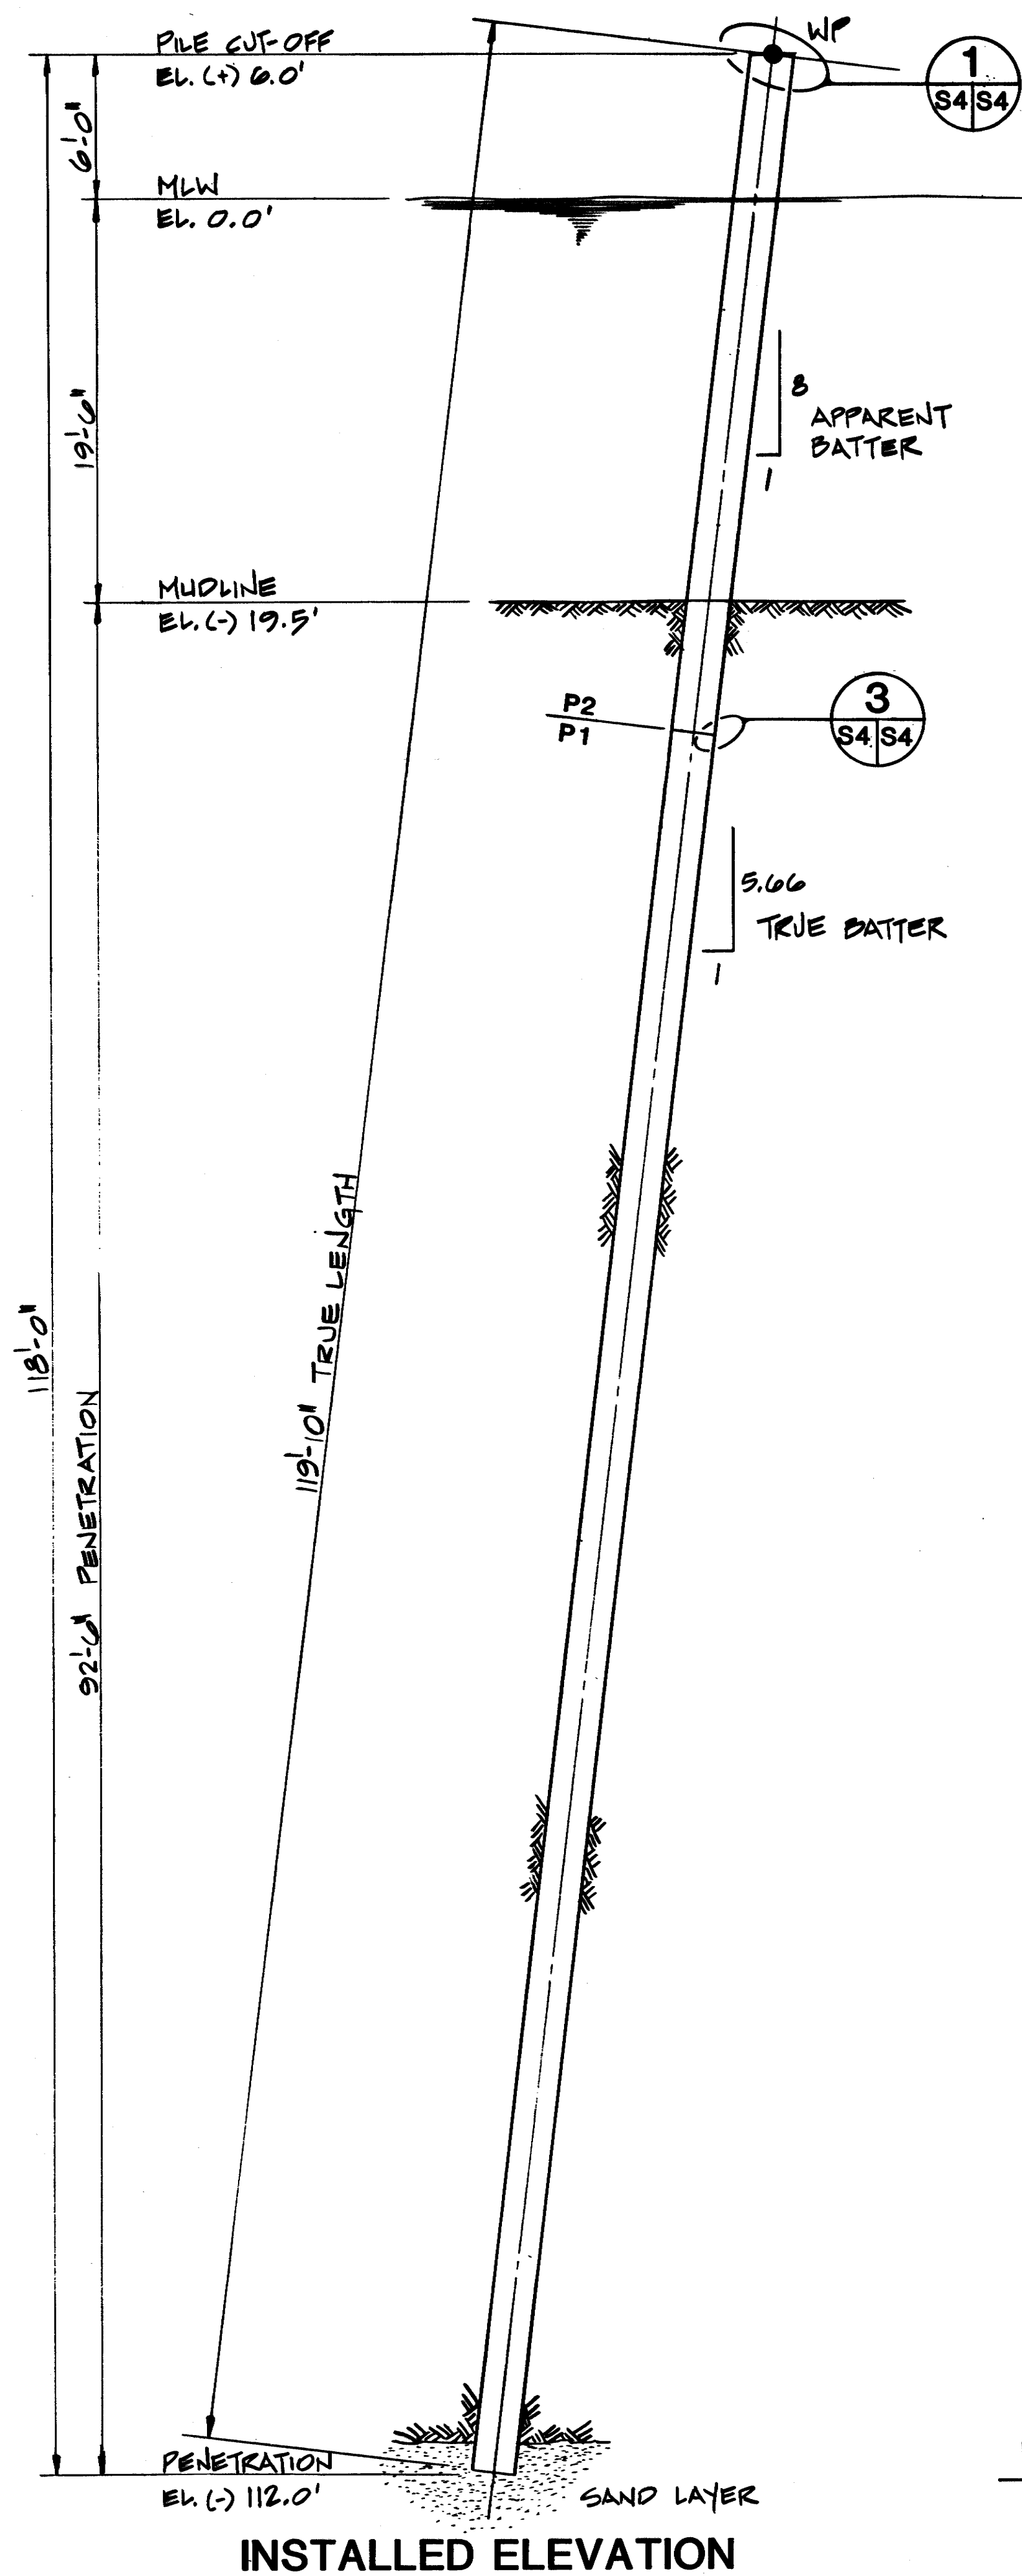 PILE CUT-OFF
EL. (+) 6.0'
WP
1
S4 S4
6'-0"
MLW
EL. 0.0'
19'-6"
8
APPARENT
BATTER
1
MUDLINE
EL. (-) 19.5'
P2
P1
3
S4 S4
5.66
TRUE BATTER
1
119'-10" TRUE LENGTH
118'-0"
92'-6" PENETRATION
PENETRATION
EL. (-) 112.0'
SAND LAYER
INSTALLED ELEVATION